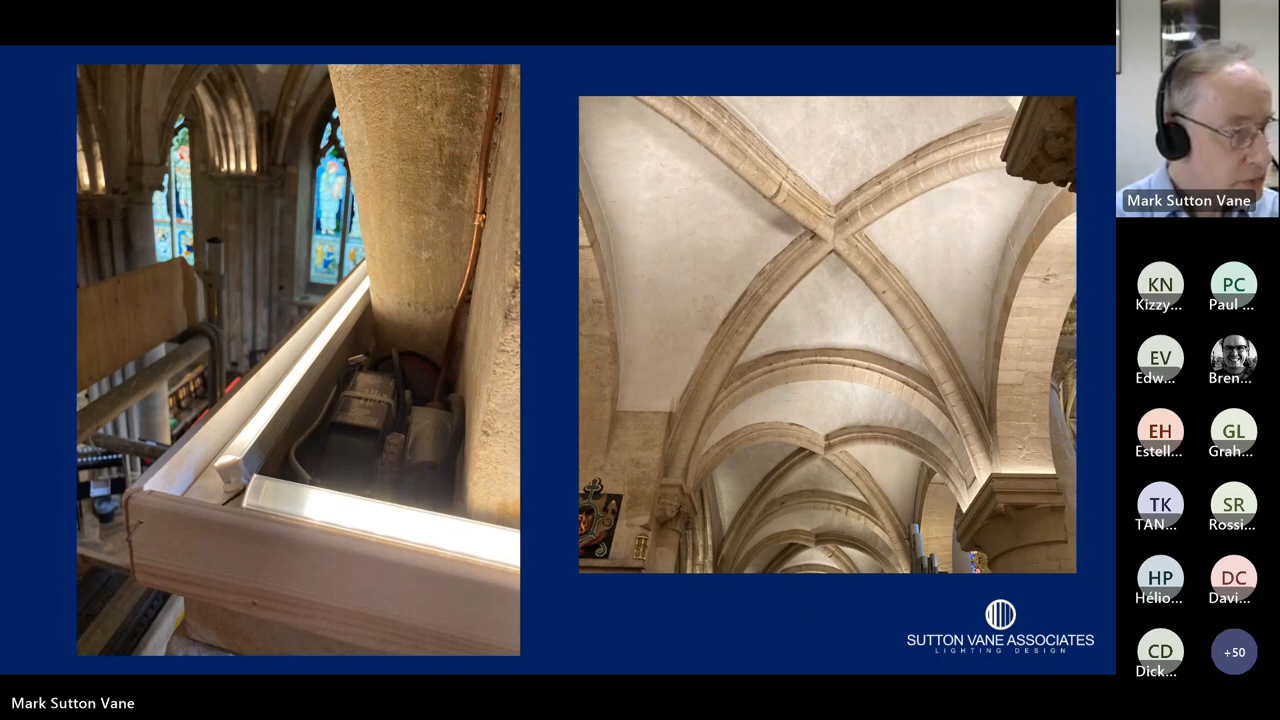 SUTTON VANE ASSOCIATES
LIGHTING DESIGN
Mark Sutton Vane
KN
Kizzy...
PC
Paul ...
EV
Edw...
Bren...
EH
Estell...
GL
Grah...
TK
TAN...
SR
Rossi...
HP
Hélio...
DC
Davi...
CD
Dick...
+50
Mark Sutton Vane